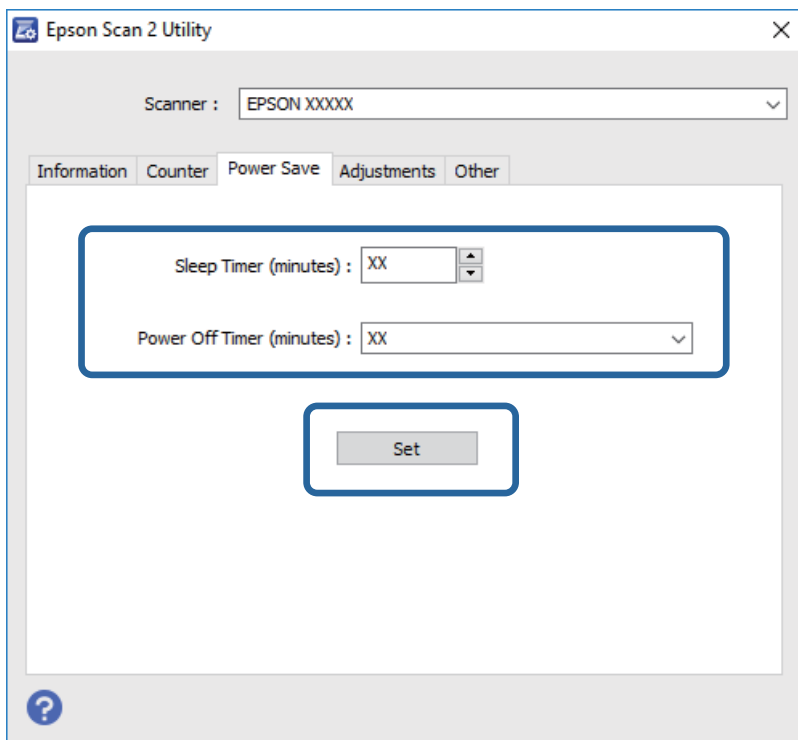 Epson Scan 2 Utility
Scanner : EPSON XXXXX
Information Counter Power Save Adjustments Other
Sleep Timer (minutes) : XX
Power Off Timer (minutes) : XX
Set
?